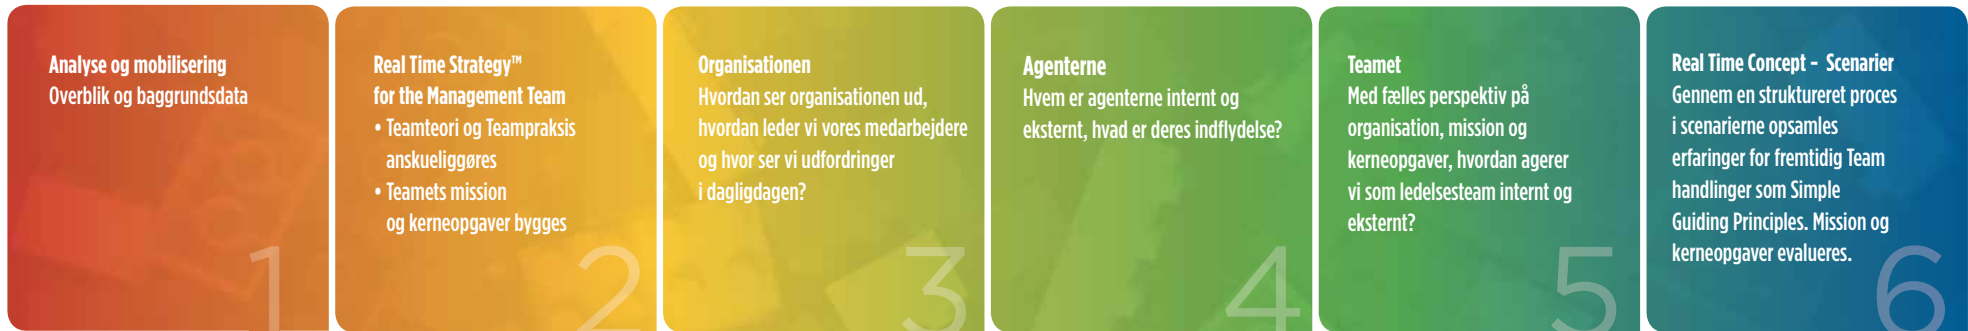 Analyse og mobilisering
Overblik og baggrundsdata
1
Real Time Strategy™
for the Management Team
• Teamteori og Teampraksis
anskueliggøres
• Teamets mission
og kerneopgaver bygges
2
Organisationen
Hvordan ser organisationen ud,
hvordan leder vi vores medarbejdere
og hvor ser vi udfordringer
i dagligdagen?
3
Agenterne
Hvem er agenterne internt og
eksternt, hvad er deres indflydelse?
4
Teamet
Med fælles perspektiv på
organisation, mission og
kerneopgaver, hvordan agerer
vi som ledelsesteam internt og
eksternt?
5
Real Time Concept - Scenarier
Gennem en struktureret proces
i scenarierne opsamles
erfaringer for fremtidig Team
handlinger som Simple
Guiding Principles. Mission og
kerneopgaver evalueres.
6